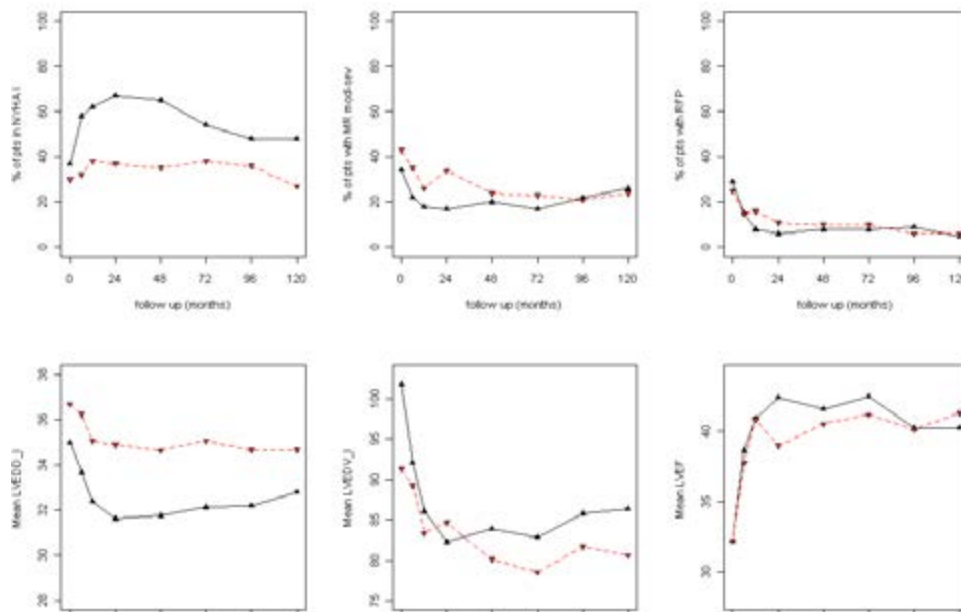 % of pts in NYHA I
100
80
60
40
20
0
0 24 48 72 96 120
follow up (months)
% of pts with MR mod-sev
100
80
60
40
20
0
0 24 48 72 96 120
follow up (months)
% of pts with RFP
100
80
60
40
20
0
0 24 48 72 96
follow up (months)
Mean LVEDD_I
38
36
34
32
30
28
Mean LVEDV_I
100
95
90
85
80
75
Mean LVEF
40
35
30